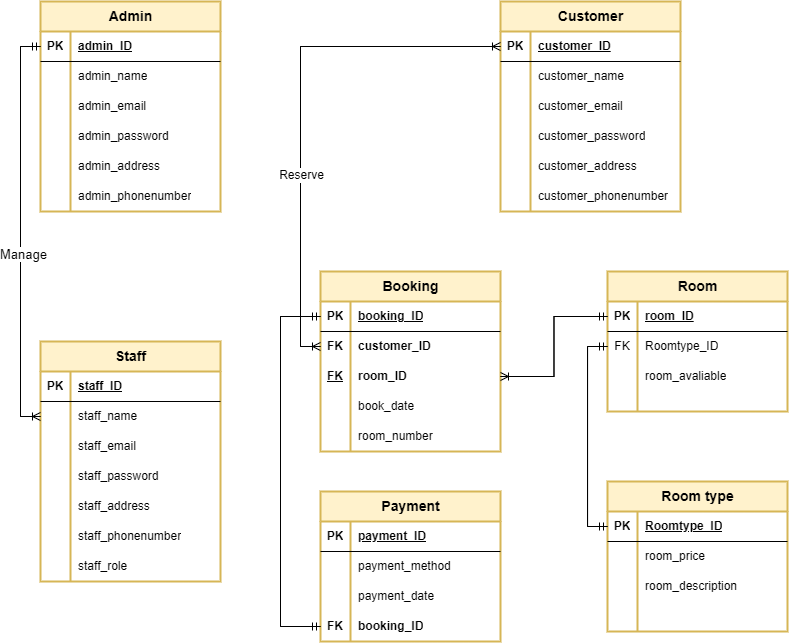 Admin
PK admin_ID
admin_name
admin_email
admin_password
admin_address
admin_phonenumber
Customer
PK customer_ID
customer_name
customer_email
customer_password
customer_address
customer_phonenumber
Reserve
Manage
Staff
PK staff_ID
staff_name
staff_email
staff_password
staff_address
staff_phonenumber
staff_role
Booking
PK booking_ID
FK customer_ID
FK room_ID
book_date
room_number
Room
PK room_ID
FK Roomtype_ID
room_avaliable
Payment
PK payment_ID
payment_method
payment_date
FK booking_ID
Room type
PK Roomtype_ID
room_price
room_description